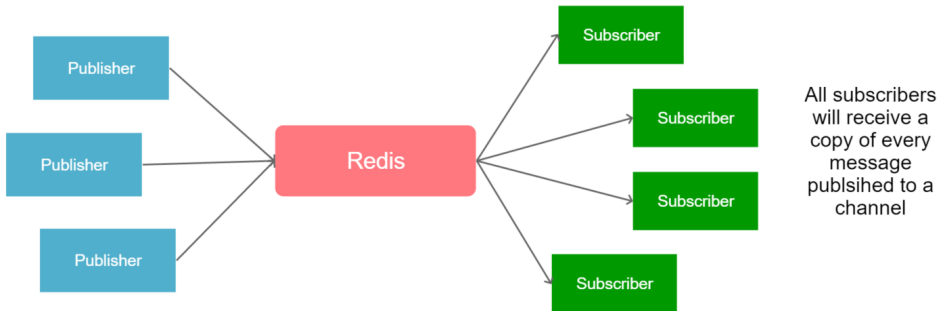 Publisher
Publisher
Publisher
Redis
Subscriber
Subscriber
Subscriber
Subscriber
All subscribers
will receive a
copy of every
message
publsihed to a
channel